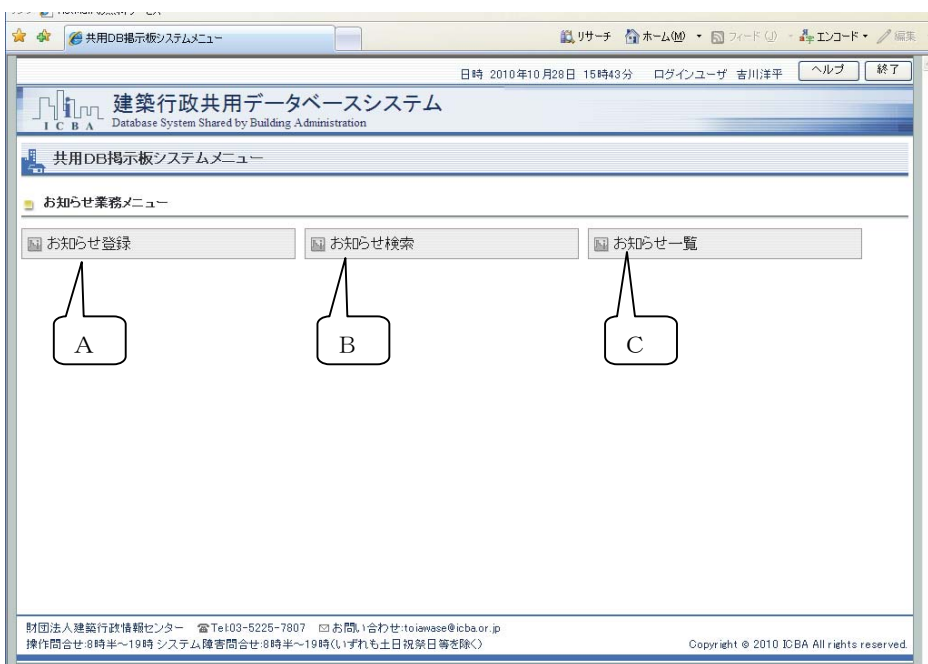 共用DB掲示板システムメニュー
リサーチ ホーム(M) フィード(J) エンコード 編集
日時 2010年10月28日 15時43分 ログインユーザ 吉川洋平 ヘルプ 終了
建築行政共用データベースシステム
ICBA Database System Shared by Building Administration
共用DB掲示板システムメニュー
お知らせ業務メニュー
お知らせ登録 お知らせ検索 お知らせ一覧
A B C
財団法人建築行政情報センター ☎Tel:03-5225-7807 ✉お問い合わせ:toiawase@icba.or.jp
操作問合せ:8時半～19時 システム障害問合せ:8時半～19時(いずれも土日祝祭日等を除く) Copyright © 2010 ICBA All rights reserved.